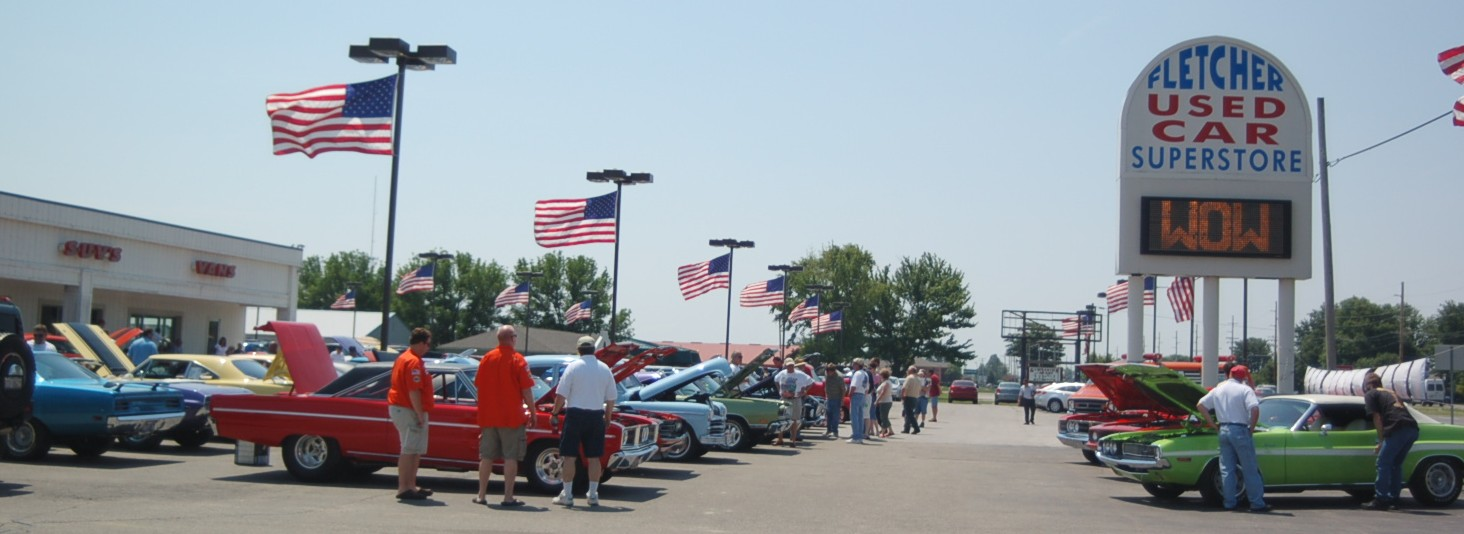 SUV'S
VANS
FLETCHER
USED
CAR
SUPERSTORE
WOW